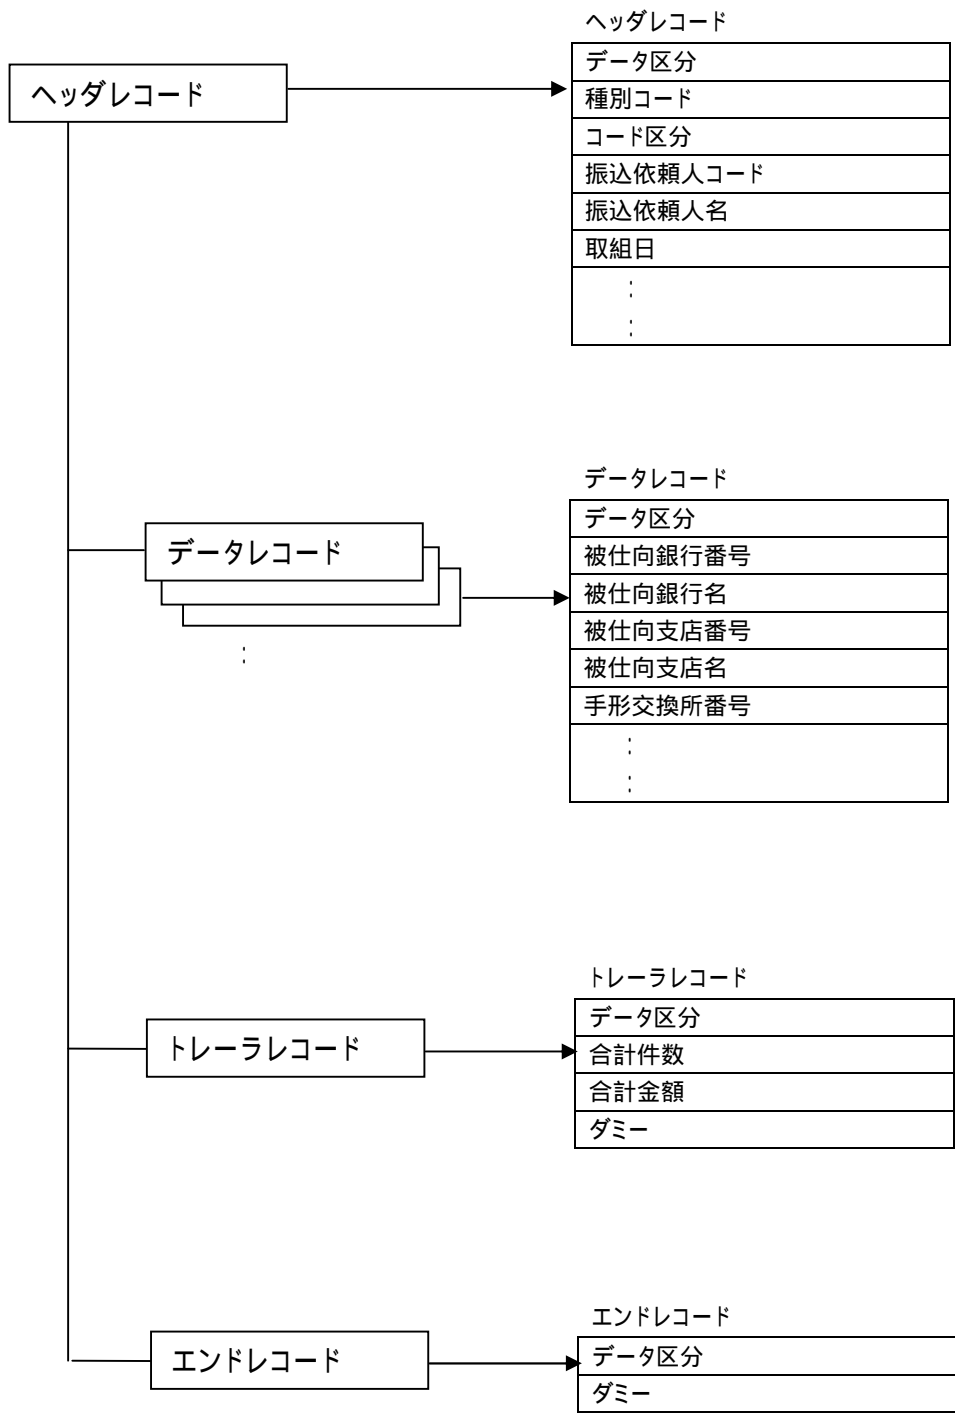 ヘッダレコード
ヘッダレコード
データ区分
種別コード
コード区分
振込依頼人コード
振込依頼人名
取組日
:
:
データレコード
データレコード
:
データ区分
被仕向銀行番号
被仕向銀行名
被仕向支店番号
被仕向支店名
手形交換所番号
:
:
トレーラレコード
トレーラレコード
データ区分
合計件数
合計金額
ダミー
エンドレコード
エンドレコード
データ区分
ダミー